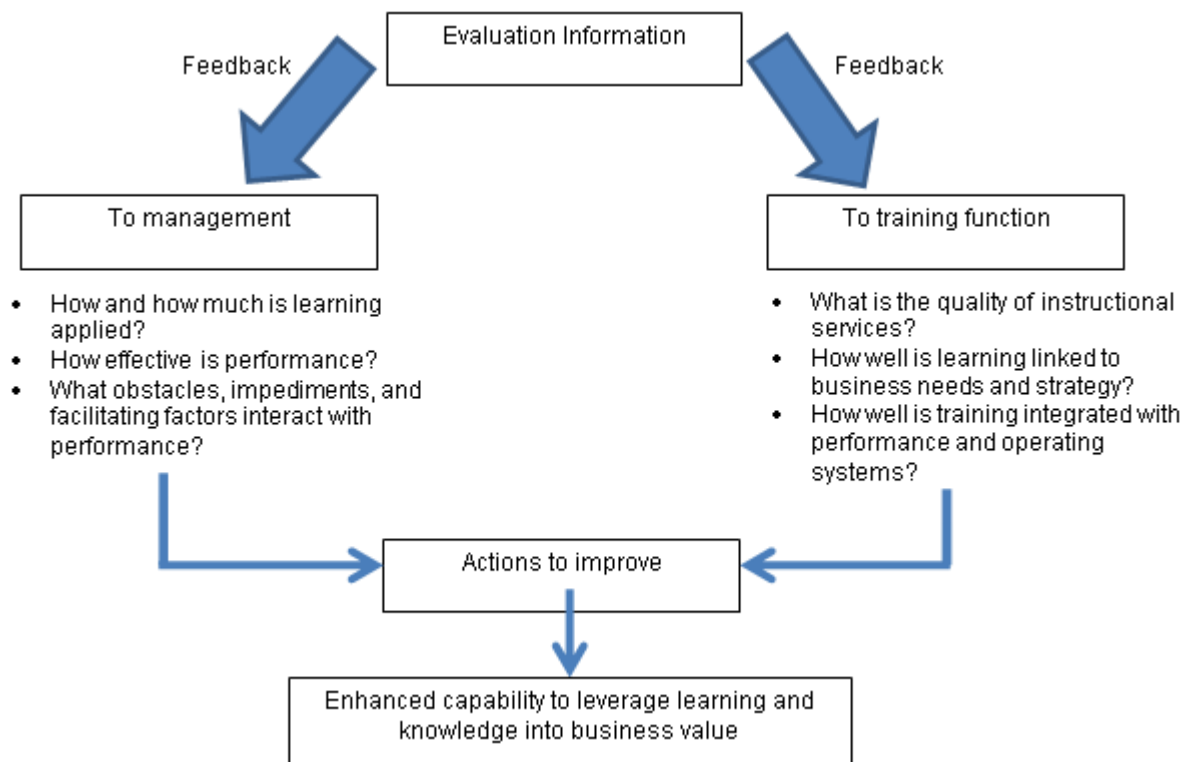 Evaluation Information
Feedback
Feedback
To management
To training function
• How and how much is learning
applied?
• How effective is performance?
• What obstacles, impediments, and
facilitating factors interact with
performance?
• What is the quality of instructional
services?
• How well is learning linked to
business needs and strategy?
• How well is training integrated with
performance and operating
systems?
Actions to improve
Enhanced capability to leverage learning and
knowledge into business value